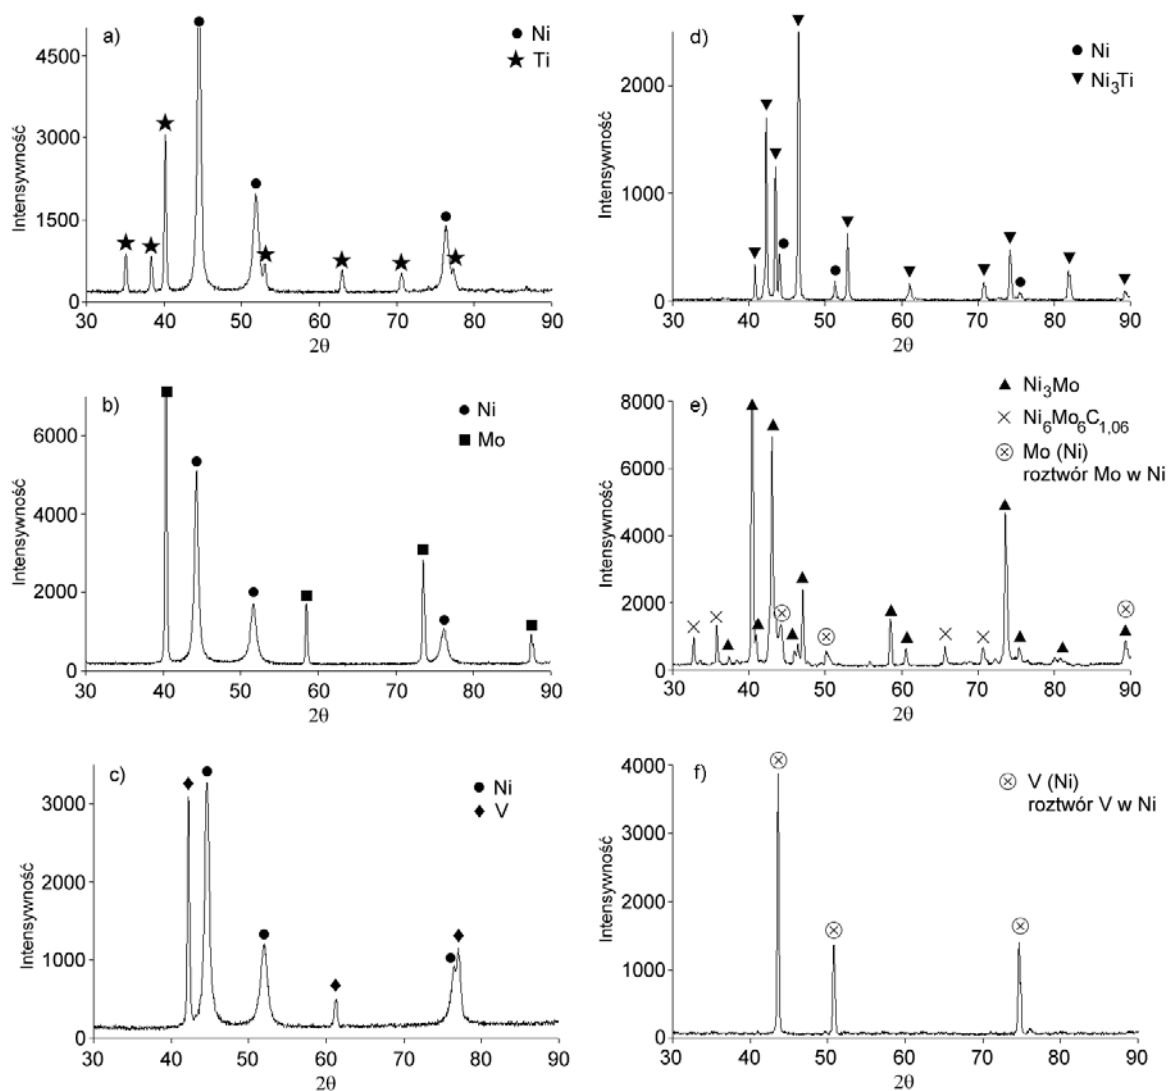 a)
Ni
Ti
Intensywność
4500
3000
1500
0
30 40 50 60 70 80 90
2θ
d)
Ni
Ni3Ti
Intensywność
2000
1000
0
30 40 50 60 70 80 90
2θ
b)
Ni
Mo
Intensywność
6000
4000
2000
0
30 40 50 60 70 80 90
2θ
e)
Ni3Mo
Ni6Mo6C1,06
Mo (Ni)
roztwór Mo w Ni
Intensywność
8000
6000
4000
2000
0
30 40 50 60 70 80 90
2θ
c)
Ni
V
Intensywność
3000
2000
1000
0
30 40 50 60 70 80 90
2θ
f)
V (Ni)
roztwór V w Ni
Intensywność
4000
3000
2000
1000
0
30 40 50 60 70 80 90
2θ